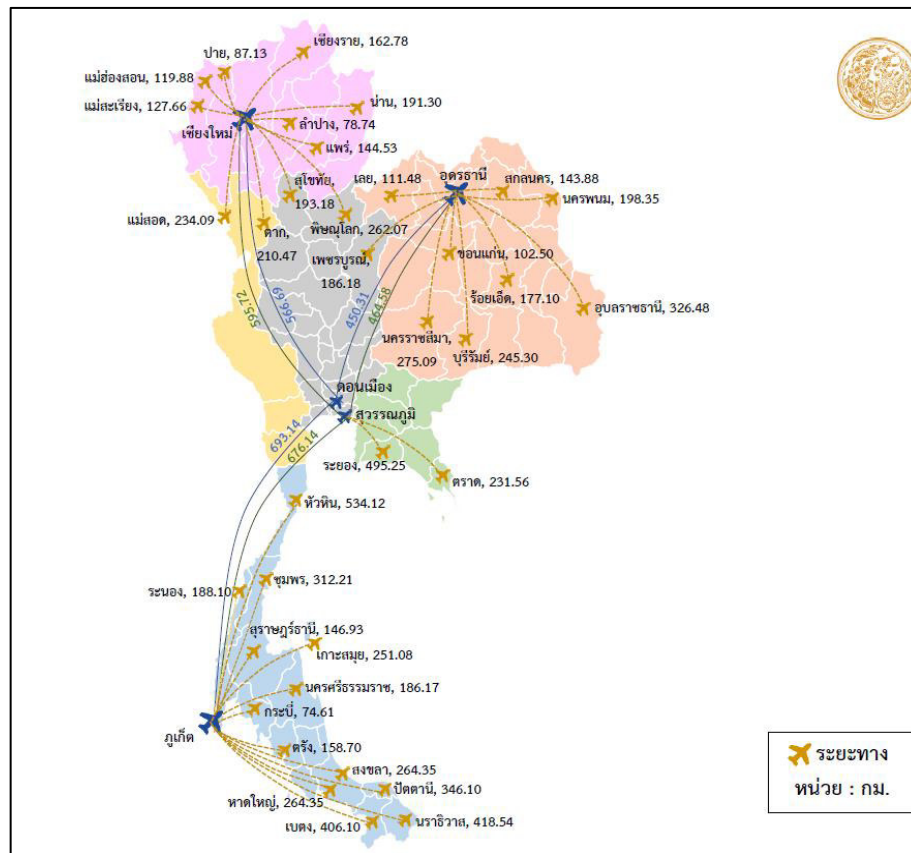 เชียงราย, 162.78
ปาย, 87.13
แม่ฮ่องสอน, 119.88
แม่สะเรียง, 127.66
น่าน, 191.30
เชียงใหม่
ลำปาง, 78.74
แพร่, 144.53
สุโขทัย,
193.18
เลย, 111.48
อุดรธานี
สกลนคร, 143.88
นครพนม, 198.35
แม่สอด, 234.09
ตาก,
210.47
พิษณุโลก, 262.07
เพชรบูรณ์,
186.18
ขอนแก่น, 102.50
ร้อยเอ็ด, 177.10
อุบลราชธานี, 326.48
595.72
566.69
450.31
464.58
นครราชสีมา,
275.09
บุรีรัมย์, 245.30
ดอนเมือง
สุวรรณภูมิ
693.14
676.14
ระยอง, 495.25
ตราด, 231.56
หัวหิน, 534.12
ชุมพร, 312.21
ระนอง, 188.10
สุราษฎร์ธานี, 146.93
เกาะสมุย, 251.08
นครศรีธรรมราช, 186.17
กระบี่, 74.61
ภูเก็ต
ตรัง, 158.70
สงขลา, 264.35
ปัตตานี, 346.10
หาดใหญ่, 264.35
เบตง, 406.10
นราธิวาส, 418.54
ระยะทาง
หน่วย : กม.